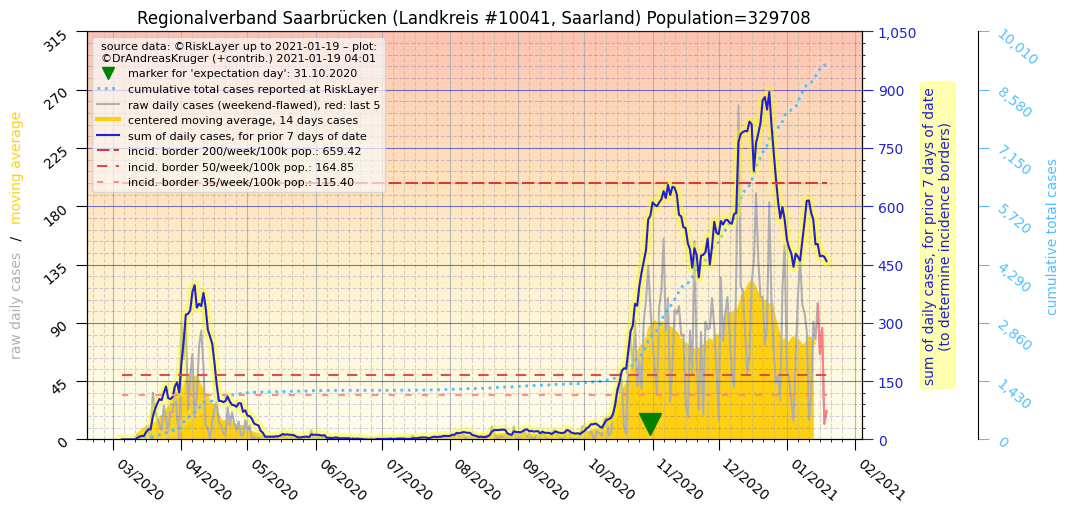 Regionalverband Saarbrücken (Landkreis #10041, Saarland) Population=329708
source data: ©RiskLayer up to 2021-01-19 – plot:
©DrAndreasKruger (+contrib.) 2021-01-19 04:01
marker for 'expectation day': 31.10.2020
cumulative total cases reported at RiskLayer
raw daily cases (weekend-flawed), red: last 5
centered moving average, 14 days cases
sum of daily cases, for prior 7 days of date
incid. border 200/week/100k pop.: 659.42
incid. border 50/week/100k pop.: 164.85
incid. border 35/week/100k pop.: 115.40
raw daily cases / moving average
315
270
225
180
135
90
45
0
03/2020
04/2020
05/2020
06/2020
07/2020
08/2020
09/2020
10/2020
11/2020
12/2020
01/2021
02/2021
1,050
900
750
600
450
300
150
0
sum of daily cases, for prior 7 days of date
(to determine incidence borders)
10,010
8,580
7,150
5,720
4,290
2,860
1,430
0
cumulative total cases